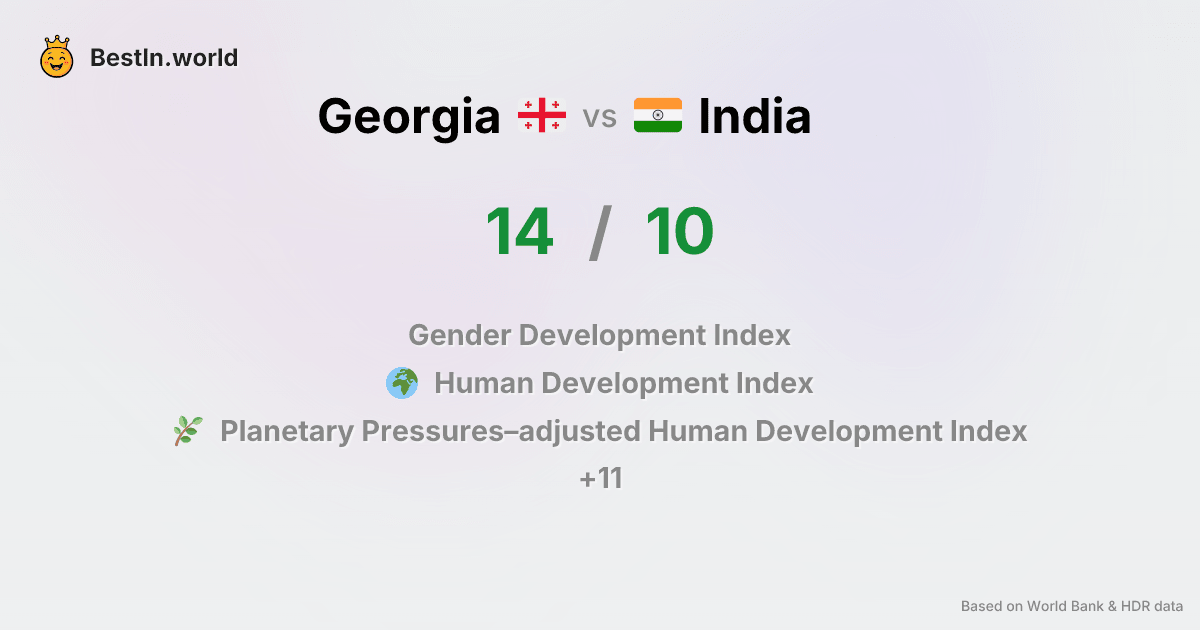 BestIn.world
Georgia vs India
14 / 10
Gender Development Index
Human Development Index
Planetary Pressures–adjusted Human Development Index
+11
Based on World Bank & HDR data